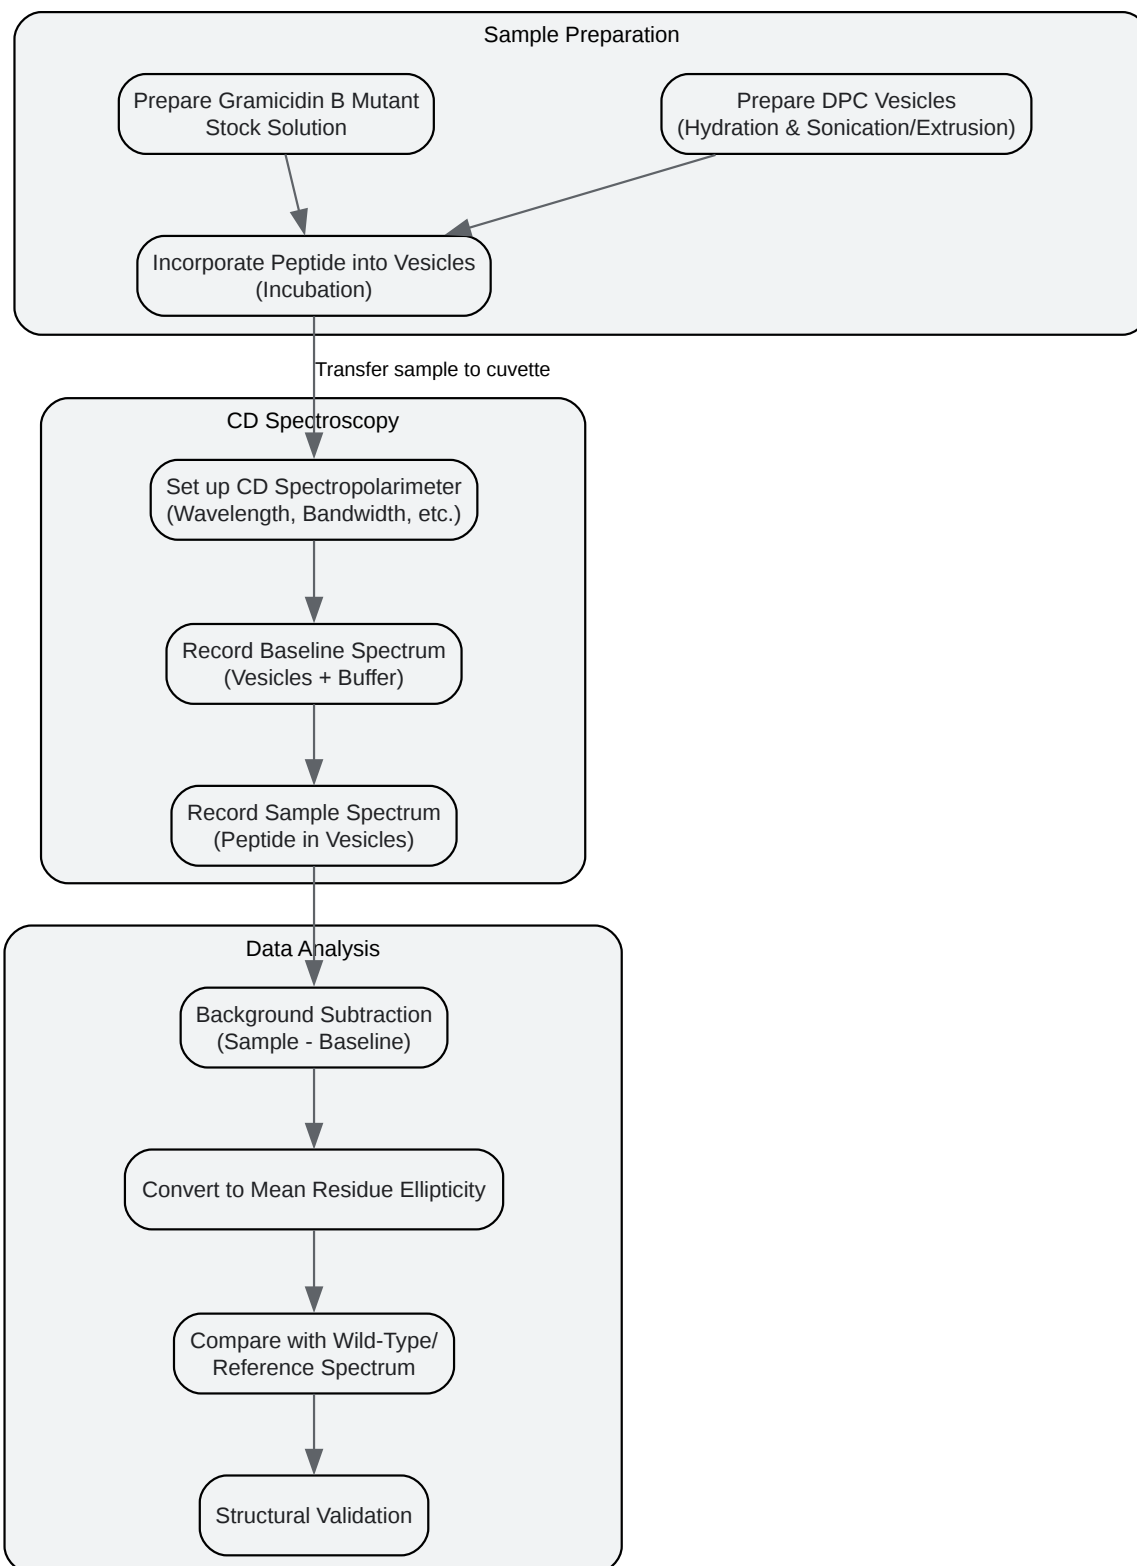 Sample Preparation
Prepare Gramicidin B Mutant
Stock Solution
Prepare DPC Vesicles
(Hydration & Sonication/Extrusion)
Incorporate Peptide into Vesicles
(Incubation)
Transfer sample to cuvette
CD Spectroscopy
Set up CD Spectropolarimeter
(Wavelength, Bandwidth, etc.)
Record Baseline Spectrum
(Vesicles + Buffer)
Record Sample Spectrum
(Peptide in Vesicles)
Data Analysis
Background Subtraction
(Sample - Baseline)
Convert to Mean Residue Ellipticity
Compare with Wild-Type/
Reference Spectrum
Structural Validation